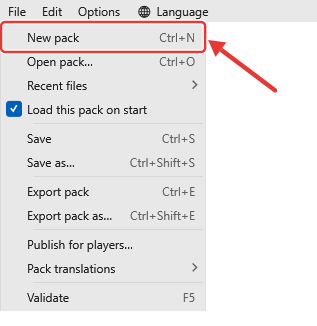 File Edit Options Language
New pack Ctrl+N
Open pack... Ctrl+O
Recent files
Load this pack on start
Save Ctrl+S
Save as... Ctrl+Shift+S
Export pack Ctrl+E
Export pack as... Ctrl+Shift+E
Publish for players...
Pack translations
Validate F5